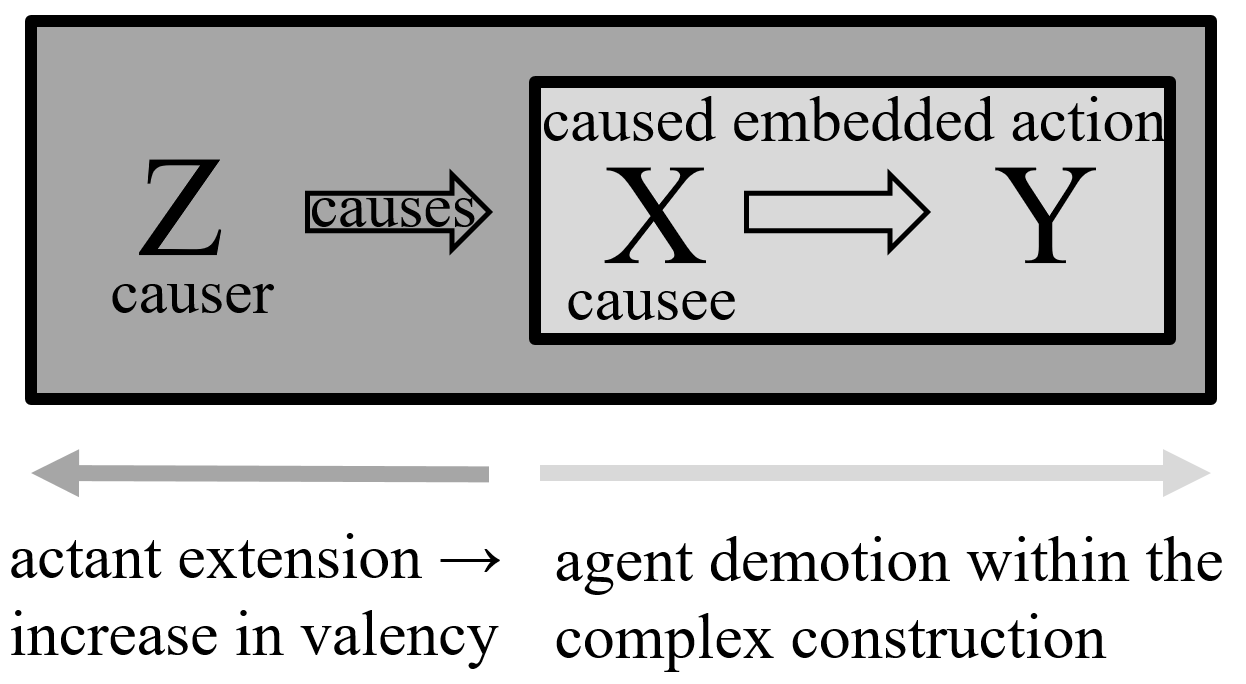 caused embedded action
Z causes X Y
causer causee
actant extension →
increase in valency
agent demotion within the
complex construction